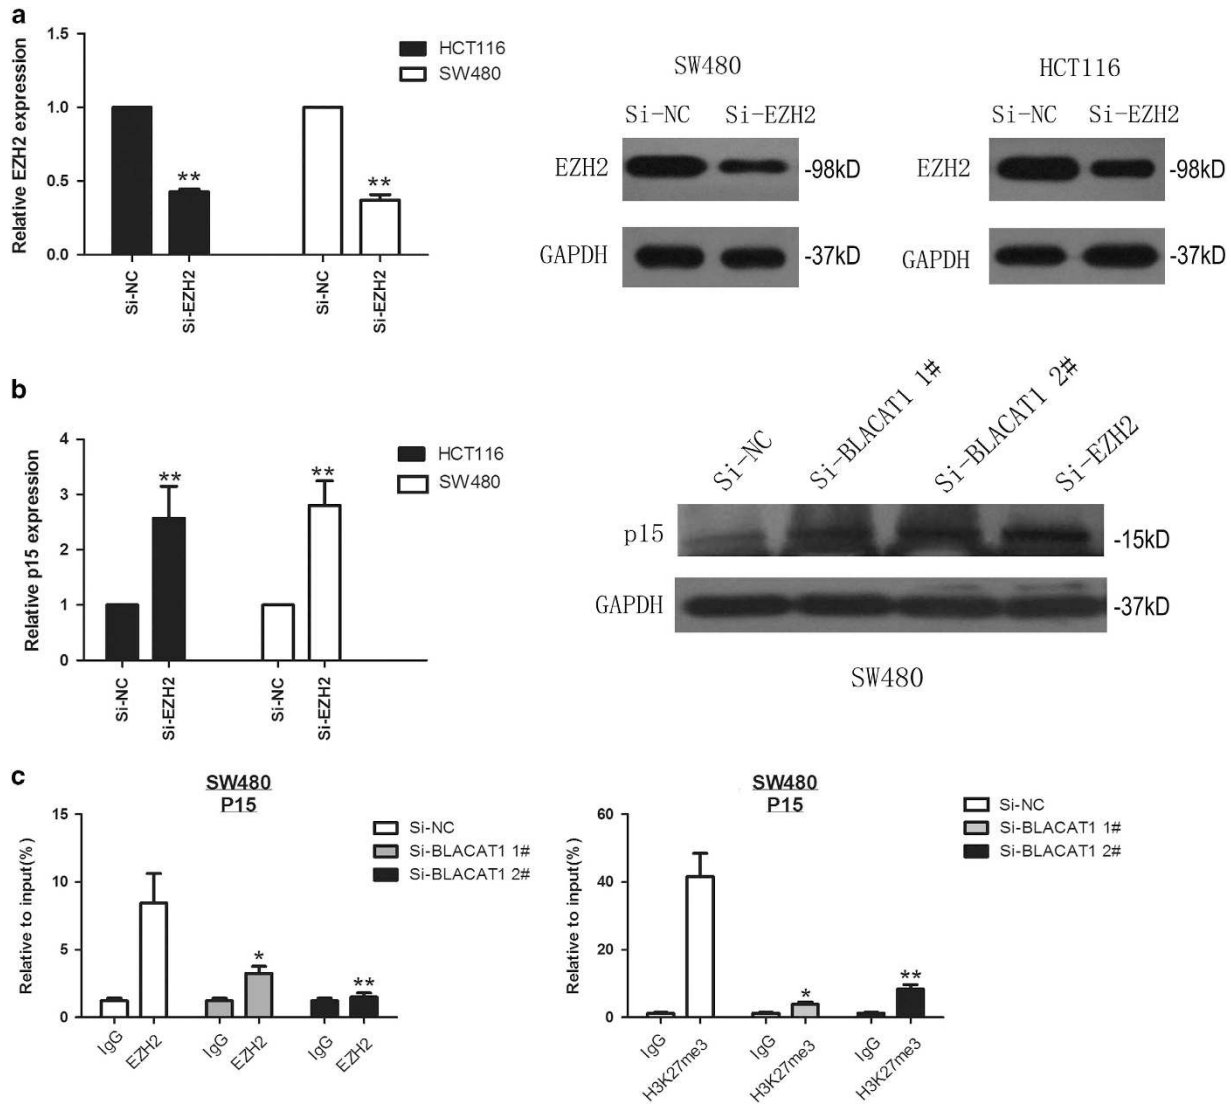 a
1.5
1.0
0.5
0.0
Relative EZH2 expression
HCT116
SW480
**
**
Si-NC
Si-EZH2
Si-NC
Si-EZH2
SW480
Si-NC Si-EZH2
EZH2
-98kD
GAPDH
-37kD
HCT116
Si-NC Si-EZH2
EZH2
-98kD
GAPDH
-37kD
b
4
3
2
1
0
Relative p15 expression
HCT116
SW480
**
**
Si-NC
Si-EZH2
Si-NC
Si-EZH2
Si-NC
Si-BLACAT1 1#
Si-BLACAT1 2#
Si-EZH2
p15
-15kD
GAPDH
-37kD
SW480
c
SW480
P15
15
10
5
0
Relative to input(%)
Si-NC
Si-BLACAT1 1#
Si-BLACAT1 2#
*
**
IgG
EZH2
IgG
EZH2
IgG
EZH2
SW480
P15
60
40
20
0
Relative to input(%)
Si-NC
Si-BLACAT1 1#
Si-BLACAT1 2#
*
**
IgG
H3K27me3
IgG
H3K27me3
IgG
H3K27me3